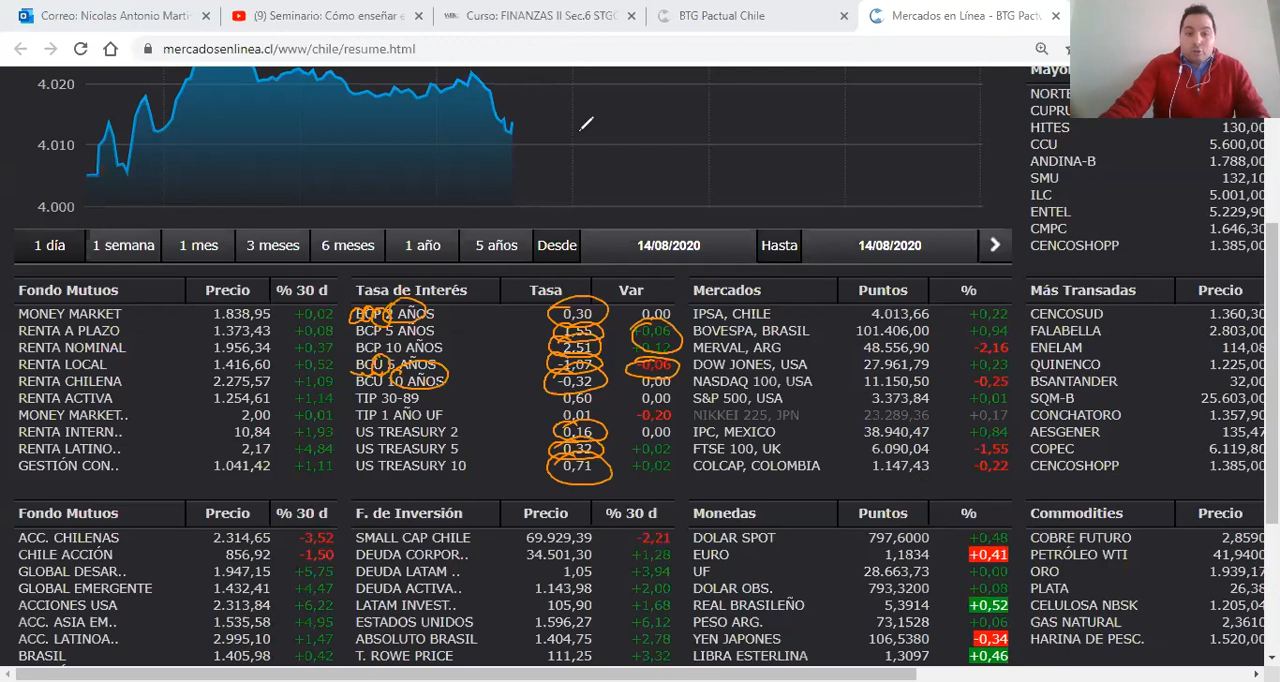 Correo: Nicolas Antonio Marti
(9) Seminario: Cómo enseñar e
Curso: FINANZAS II Sec.6 STGO
BTG Pactual Chile
Mercados en Línea - BTG Pact
mercadosenlinea.cl/www/chile/resume.html
4.020
4.010
4.000
1 día 1 semana 1 mes 3 meses 6 meses 1 año 5 años Desde 14/08/2020 Hasta 14/08/2020
Mayo
NORTE
CUPRU
HITES 130,00
CCU 5.600,00
ANDINA-B 1.788,00
SMU 132,10
ILC 5.001,00
ENTEL 5.229,90
CMPC 1.646,30
CENCOSHOPP 1.385,00
Fondo Mutuos Precio % 30 d
MONEY MARKET 1.838,95 +0,02
RENTA A PLAZO 1.373,43 +0,08
RENTA NOMINAL 1.956,34 +0,37
RENTA LOCAL 1.416,60 +0,52
RENTA CHILENA 2.275,57 +1,09
RENTA ACTIVA 1.254,61 +1,14
MONEY MARKET.. 2,00 +0,01
RENTA INTERN.. 10,84 +1,93
RENTA LATINO.. 2,17 +4,84
GESTIÓN CON.. 1.041,42 +1,11
Tasa de Interés Tasa Var
BCP 2 AÑOS 0,30 0,00
BCP 5 AÑOS 1,55 +0,06
BCP 10 AÑOS 2,51 +0,12
BCU 5 AÑOS -1,07 -0,06
BCU 10 AÑOS -0,32 0,00
TIP 30-89 0,60 0,00
TIP 1 AÑO UF 0,01 -0,20
US TREASURY 2 0,16 0,00
US TREASURY 5 0,32 +0,02
US TREASURY 10 0,71 +0,02
Mercados Puntos %
IPSA, CHILE 4.013,66 +0,22
BOVESPA, BRASIL 101.406,00 +0,94
MERVAL, ARG 48.556,90 -2,16
DOW JONES, USA 27.961,79 +0,23
NASDAQ 100, USA 11.150,50 -0,25
S&P 500, USA 3.373,84 +0,01
NIKKEI 225, JPN 23.289,36 +0,17
IPC, MEXICO 38.940,47 +0,84
FTSE 100, UK 6.090,04 -1,55
COLCAP, COLOMBIA 1.147,43 -0,22
Más Transadas Precio
CENCOSUD 1.360,30
FALABELLA 2.803,00
ENELAM 114,08
QUINENCO 1.225,00
BSANTANDER 32,00
SQM-B 25.603,00
CONCHATORO 1.357,90
AESGENER 135,47
COPEC 6.119,80
CENCOSHOPP 1.385,00
Fondo Mutuos Precio % 30 d
ACC. CHILENAS 2.314,65 -3,52
CHILE ACCIÓN 856,92 -1,50
GLOBAL DESAR.. 1.947,15 +5,75
GLOBAL EMERGENTE 1.432,41 +4,47
ACCIONES USA 2.313,84 +6,22
ACC. ASIA EM.. 1.535,58 +4,95
ACC. LATINOA.. 2.995,10 +1,47
BRASIL 1.405,98 +0,42
F. de Inversión Precio % 30 d
SMALL CAP CHILE 69.929,39 -2,21
DEUDA CORPOR.. 34.501,30 +1,28
DEUDA LATAM .. 1,05 +3,94
DEUDA ACTIVA.. 1.143,98 +2,00
LATAM INVEST.. 105,90 +1,68
ESTADOS UNIDOS 1.596,27 +6,12
ABSOLUTO BRASIL 1.404,75 +2,78
T. ROWE PRICE 111,25 +3,32
Monedas Puntos %
DOLAR SPOT 797,6000 +0,48
EURO 1,1834 +0,41
UF 28.663,73 +0,00
DOLAR OBS. 793,3200 +0,08
REAL BRASILEÑO 5,3914 +0,52
PESO ARG. 73,1528 +0,06
YEN JAPONES 106,5380 -0,34
LIBRA ESTERLINA 1,3097 +0,46
Commodities Precio
COBRE FUTURO 2,8590
PETRÓLEO WTI 41,9400
ORO 1.939,17
PLATA 26,38
CELULOSA NBSK 1.205,04
GAS NATURAL 2,3610
HARINA DE PESC. 1.520,00